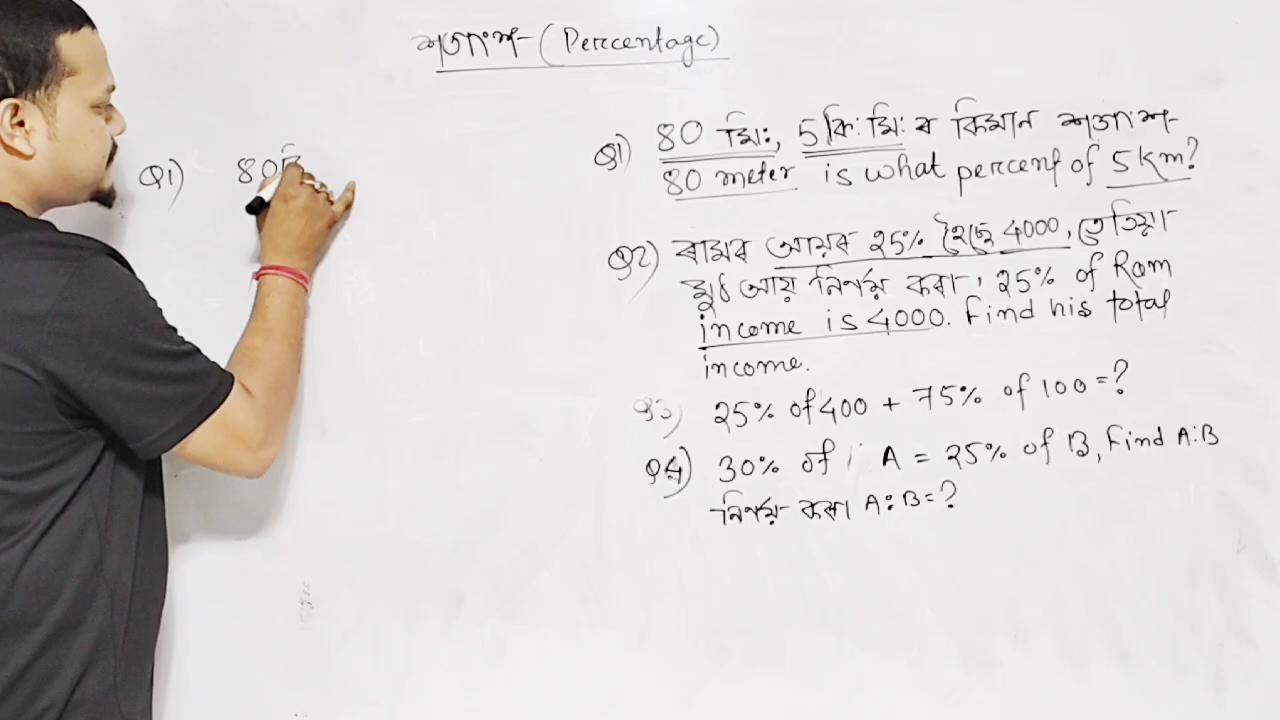 শতাংশ - (Percentage)
Q1) 80 মি:, 5 কি:মি: ৰ কিমান শতাংশ-
80 meter is what percent of 5 km?
Q2) ৰামৰ আয়ৰ 25% হৈছে 4000, তেতিয়া
মুঠ আয় নিৰ্ণয় কৰা। 25% of Ram
income is 4000. Find his total
income.
Q3) 25% of 400 + 75% of 100 = ?
Q4) 30% of A = 25% of B, Find A:B
নিৰ্ণয় কৰা A:B = ?
Q1) 80